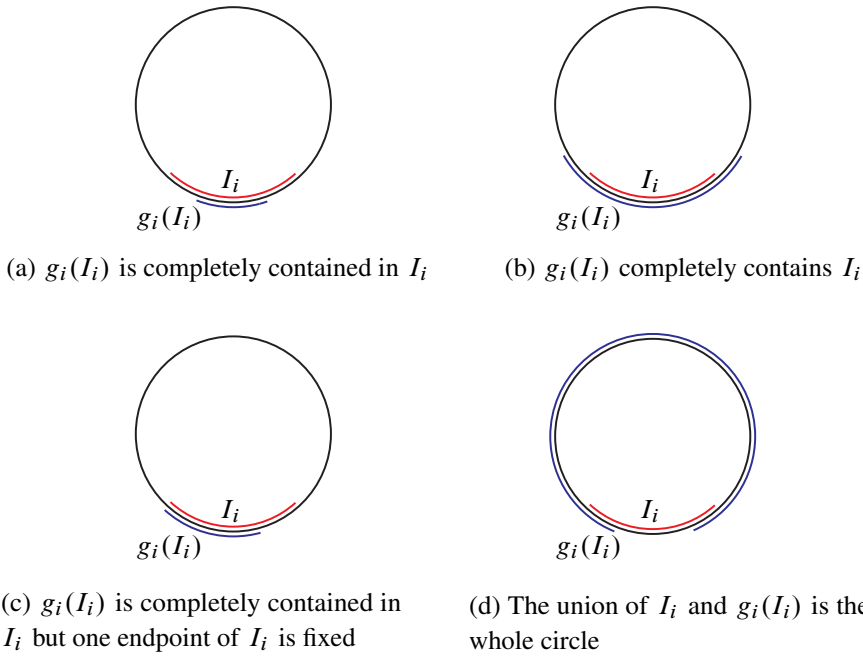 I_i
g_i(I_i)
(a) g_i(I_i) is completely contained in I_i
I_i
g_i(I_i)
(b) g_i(I_i) completely contains I_i
I_i
g_i(I_i)
(c) g_i(I_i) is completely contained in
I_i but one endpoint of I_i is fixed
I_i
g_i(I_i)
(d) The union of I_i and g_i(I_i) is the
whole circle